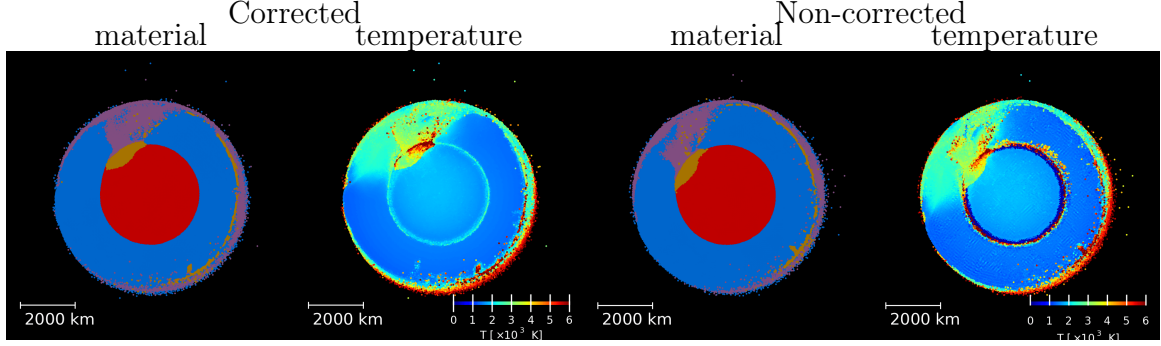 Corrected Non-corrected
material temperature material temperature
2000 km 2000 km 2000 km 2000 km
0 1 2 3 4 5 6 0 1 2 3 4 5 6
T [ ×10³ K] T [ ×10³ K]